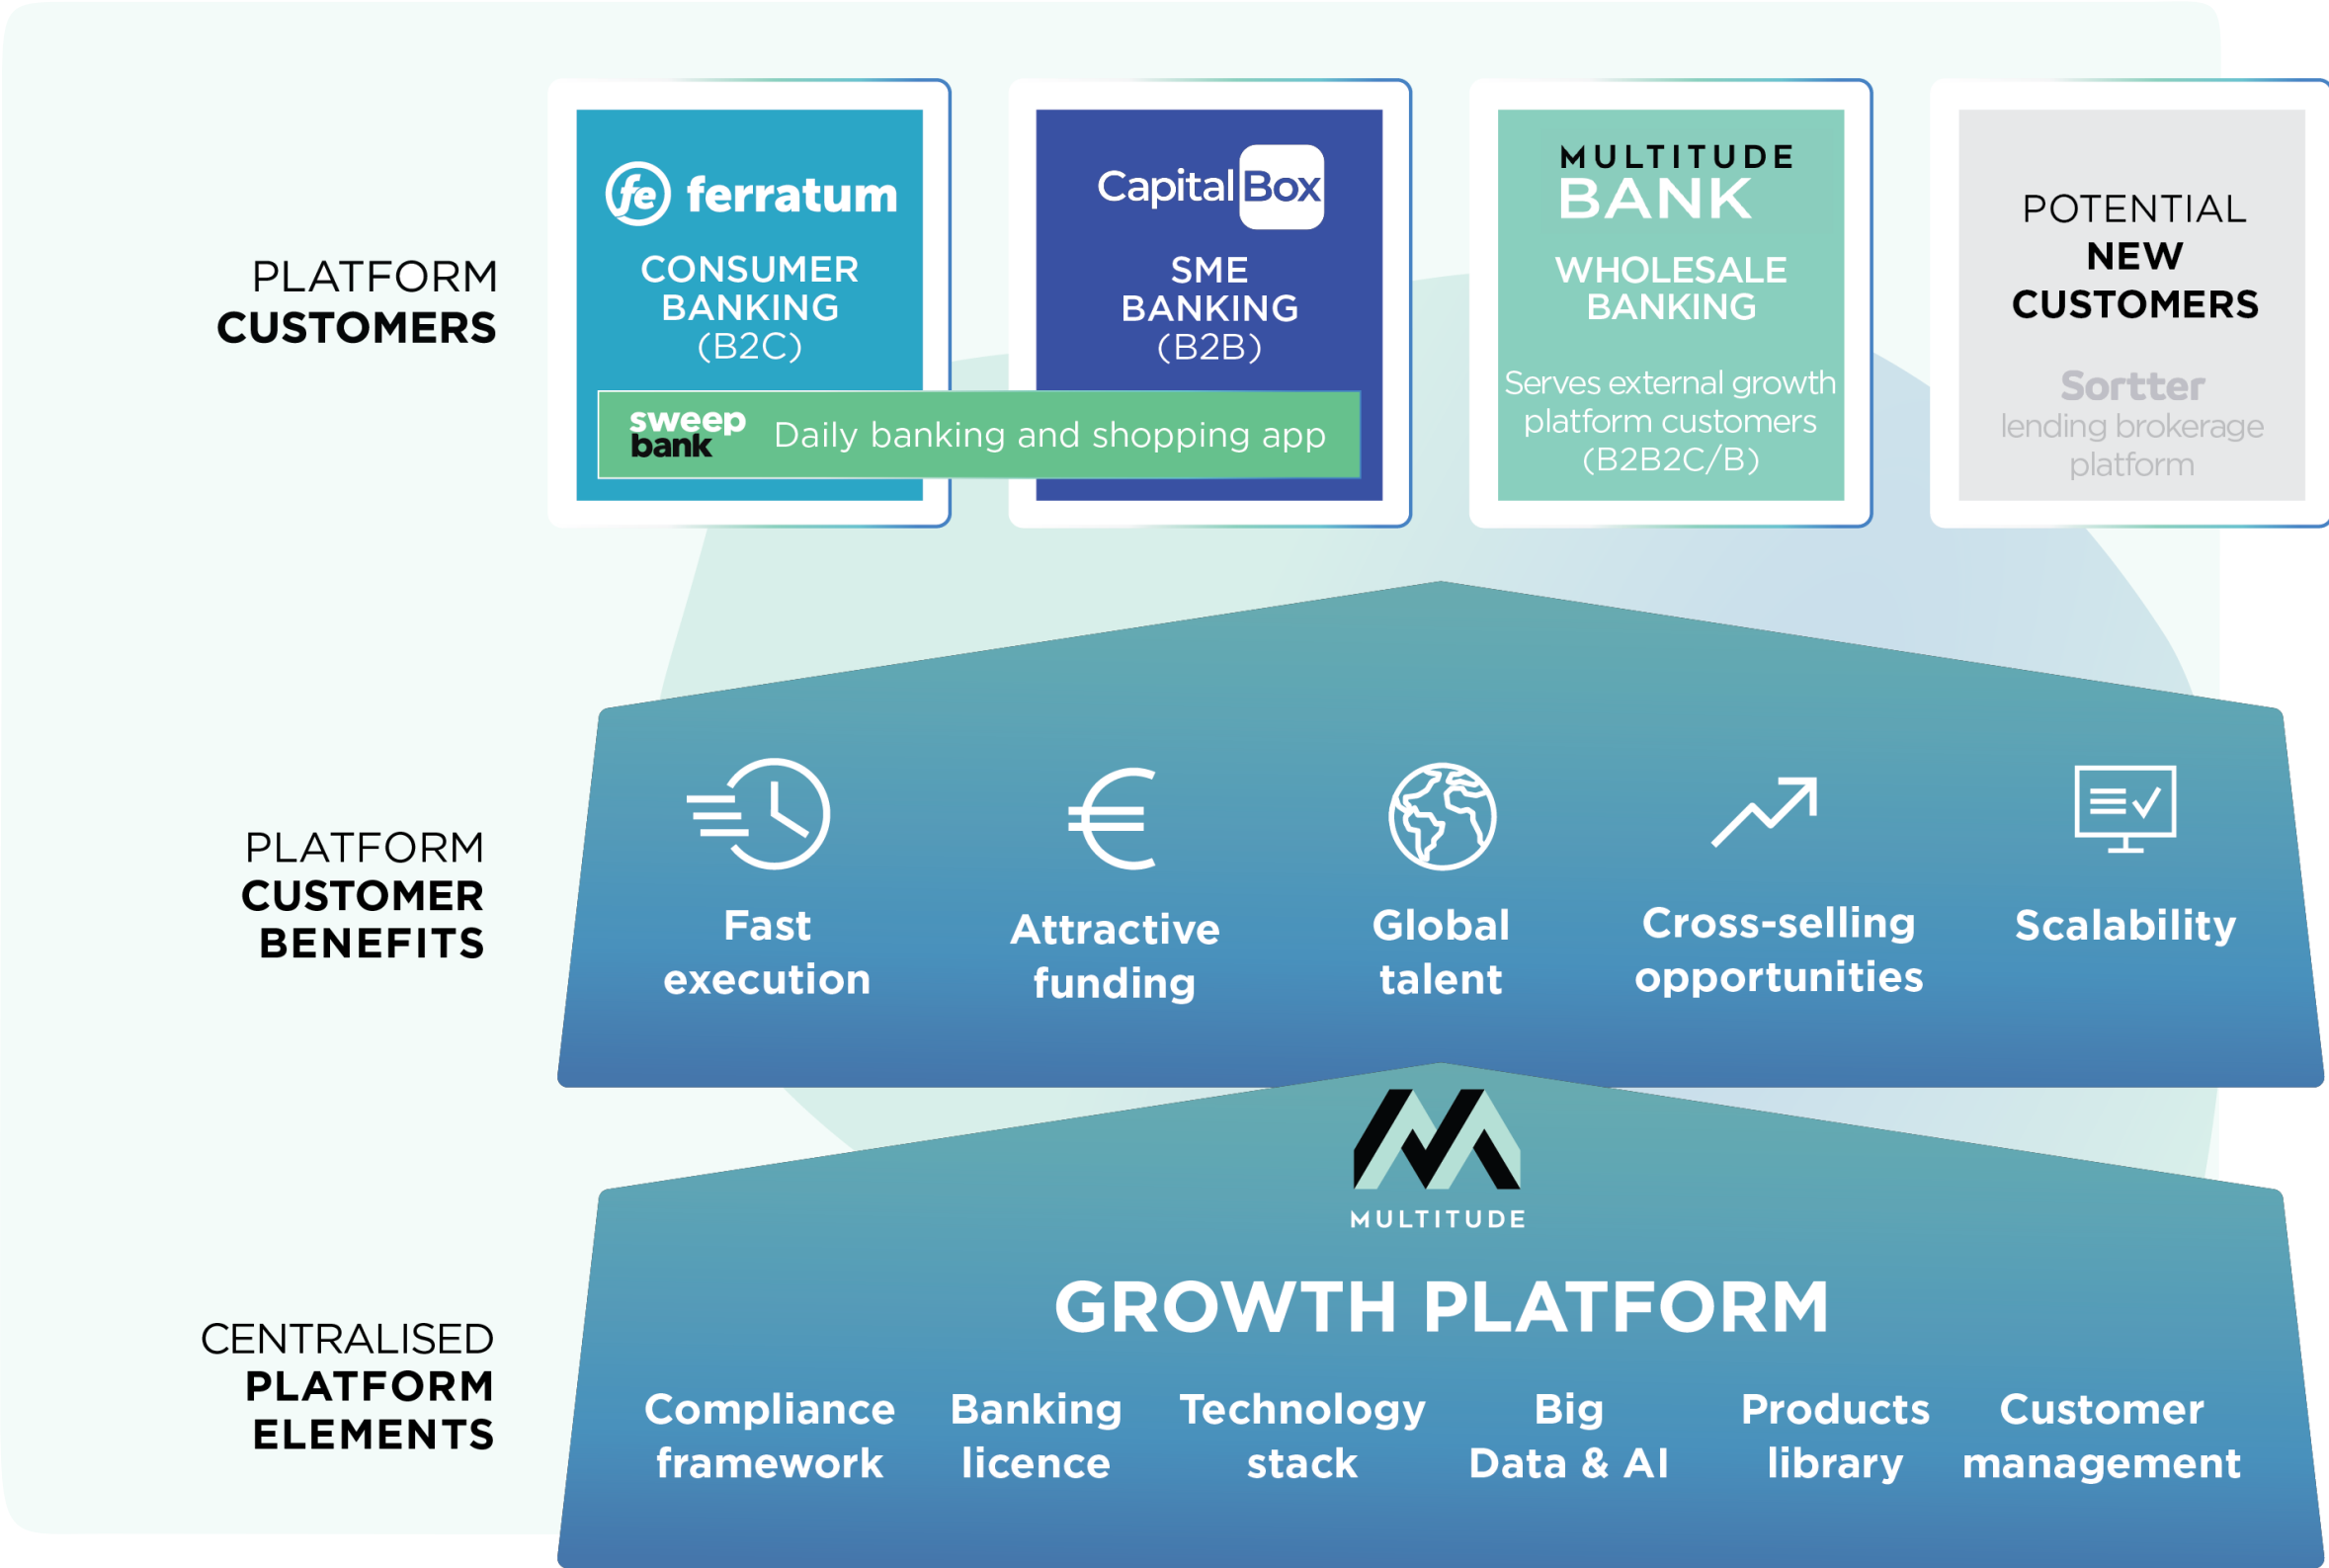 PLATFORM
CUSTOMERS
fe ferratum
CONSUMER
BANKING
(B2C)
Capital Box
SME
BANKING
(B2B)
sweep
bank
Daily banking and shopping app
MULTITUDE
BANK
WHOLESALE
BANKING
Serves external growth
platform customers
(B2B2C/B)
POTENTIAL
NEW
CUSTOMERS
Sortter
lending brokerage
platform
PLATFORM
CUSTOMER
BENEFITS
€
Fast
execution
Attractive
funding
Global
talent
Cross-selling
opportunities
Scalability
CENTRALISED
PLATFORM
ELEMENTS
MULTITUDE
GROWTH PLATFORM
Compliance
framework
Banking
licence
Technology
stack
Big
Data & AI
Products
library
Customer
management